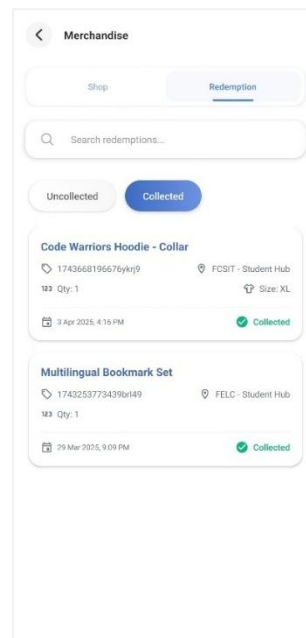 Merchandise
Shop Redemption
Search redemptions...
Uncollected Collected
Code Warriors Hoodie - Collar
1743668196676ykrj9 FCSIT - Student Hub
123 Qty: 1 Size: XL
3 Apr 2025, 4:16 PM Collected
Multilingual Bookmark Set
1743253773439brl49 FELC - Student Hub
123 Qty: 1
29 Mar 2025, 9:09 PM Collected